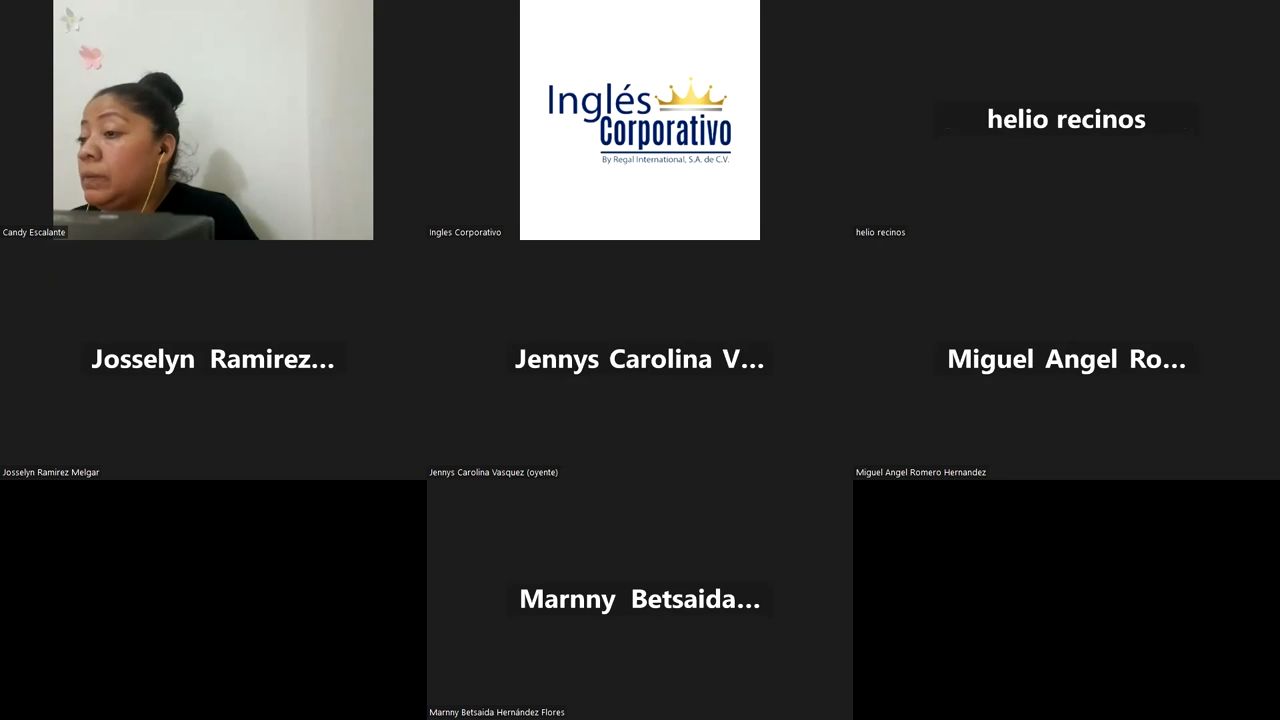 Candy Escalante
Inglés
Corporativo
By Regal International, S.A. de C.V.
Ingles Corporativo
helio recinos
helio recinos
Josselyn Ramirez...
Josselyn Ramirez Melgar
Jennys Carolina V...
Jennys Carolina Vasquez (oyente)
Miguel Angel Ro...
Miguel Angel Romero Hernandez
Marnny Betsaida...
Marnny Betsaida Hernández Flores